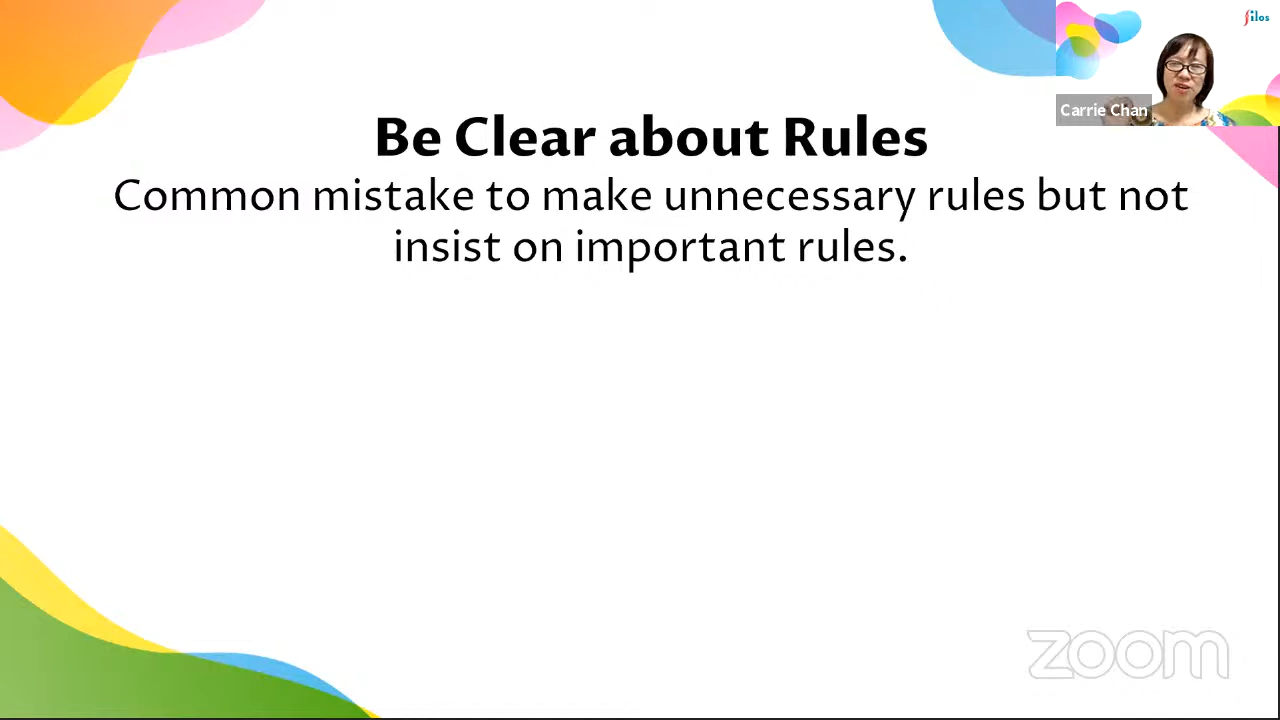 Silos
Carrie Chan
Be Clear about Rules
Common mistake to make unnecessary rules but not
insist on important rules.
zoom